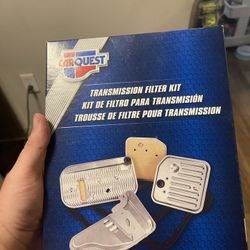 CARQUEST
TRANSMISSION FILTER KIT
KIT DE FILTRO PARA TRANSMISIÓN
TROUSSE DE FILTRE POUR TRANSMISSION